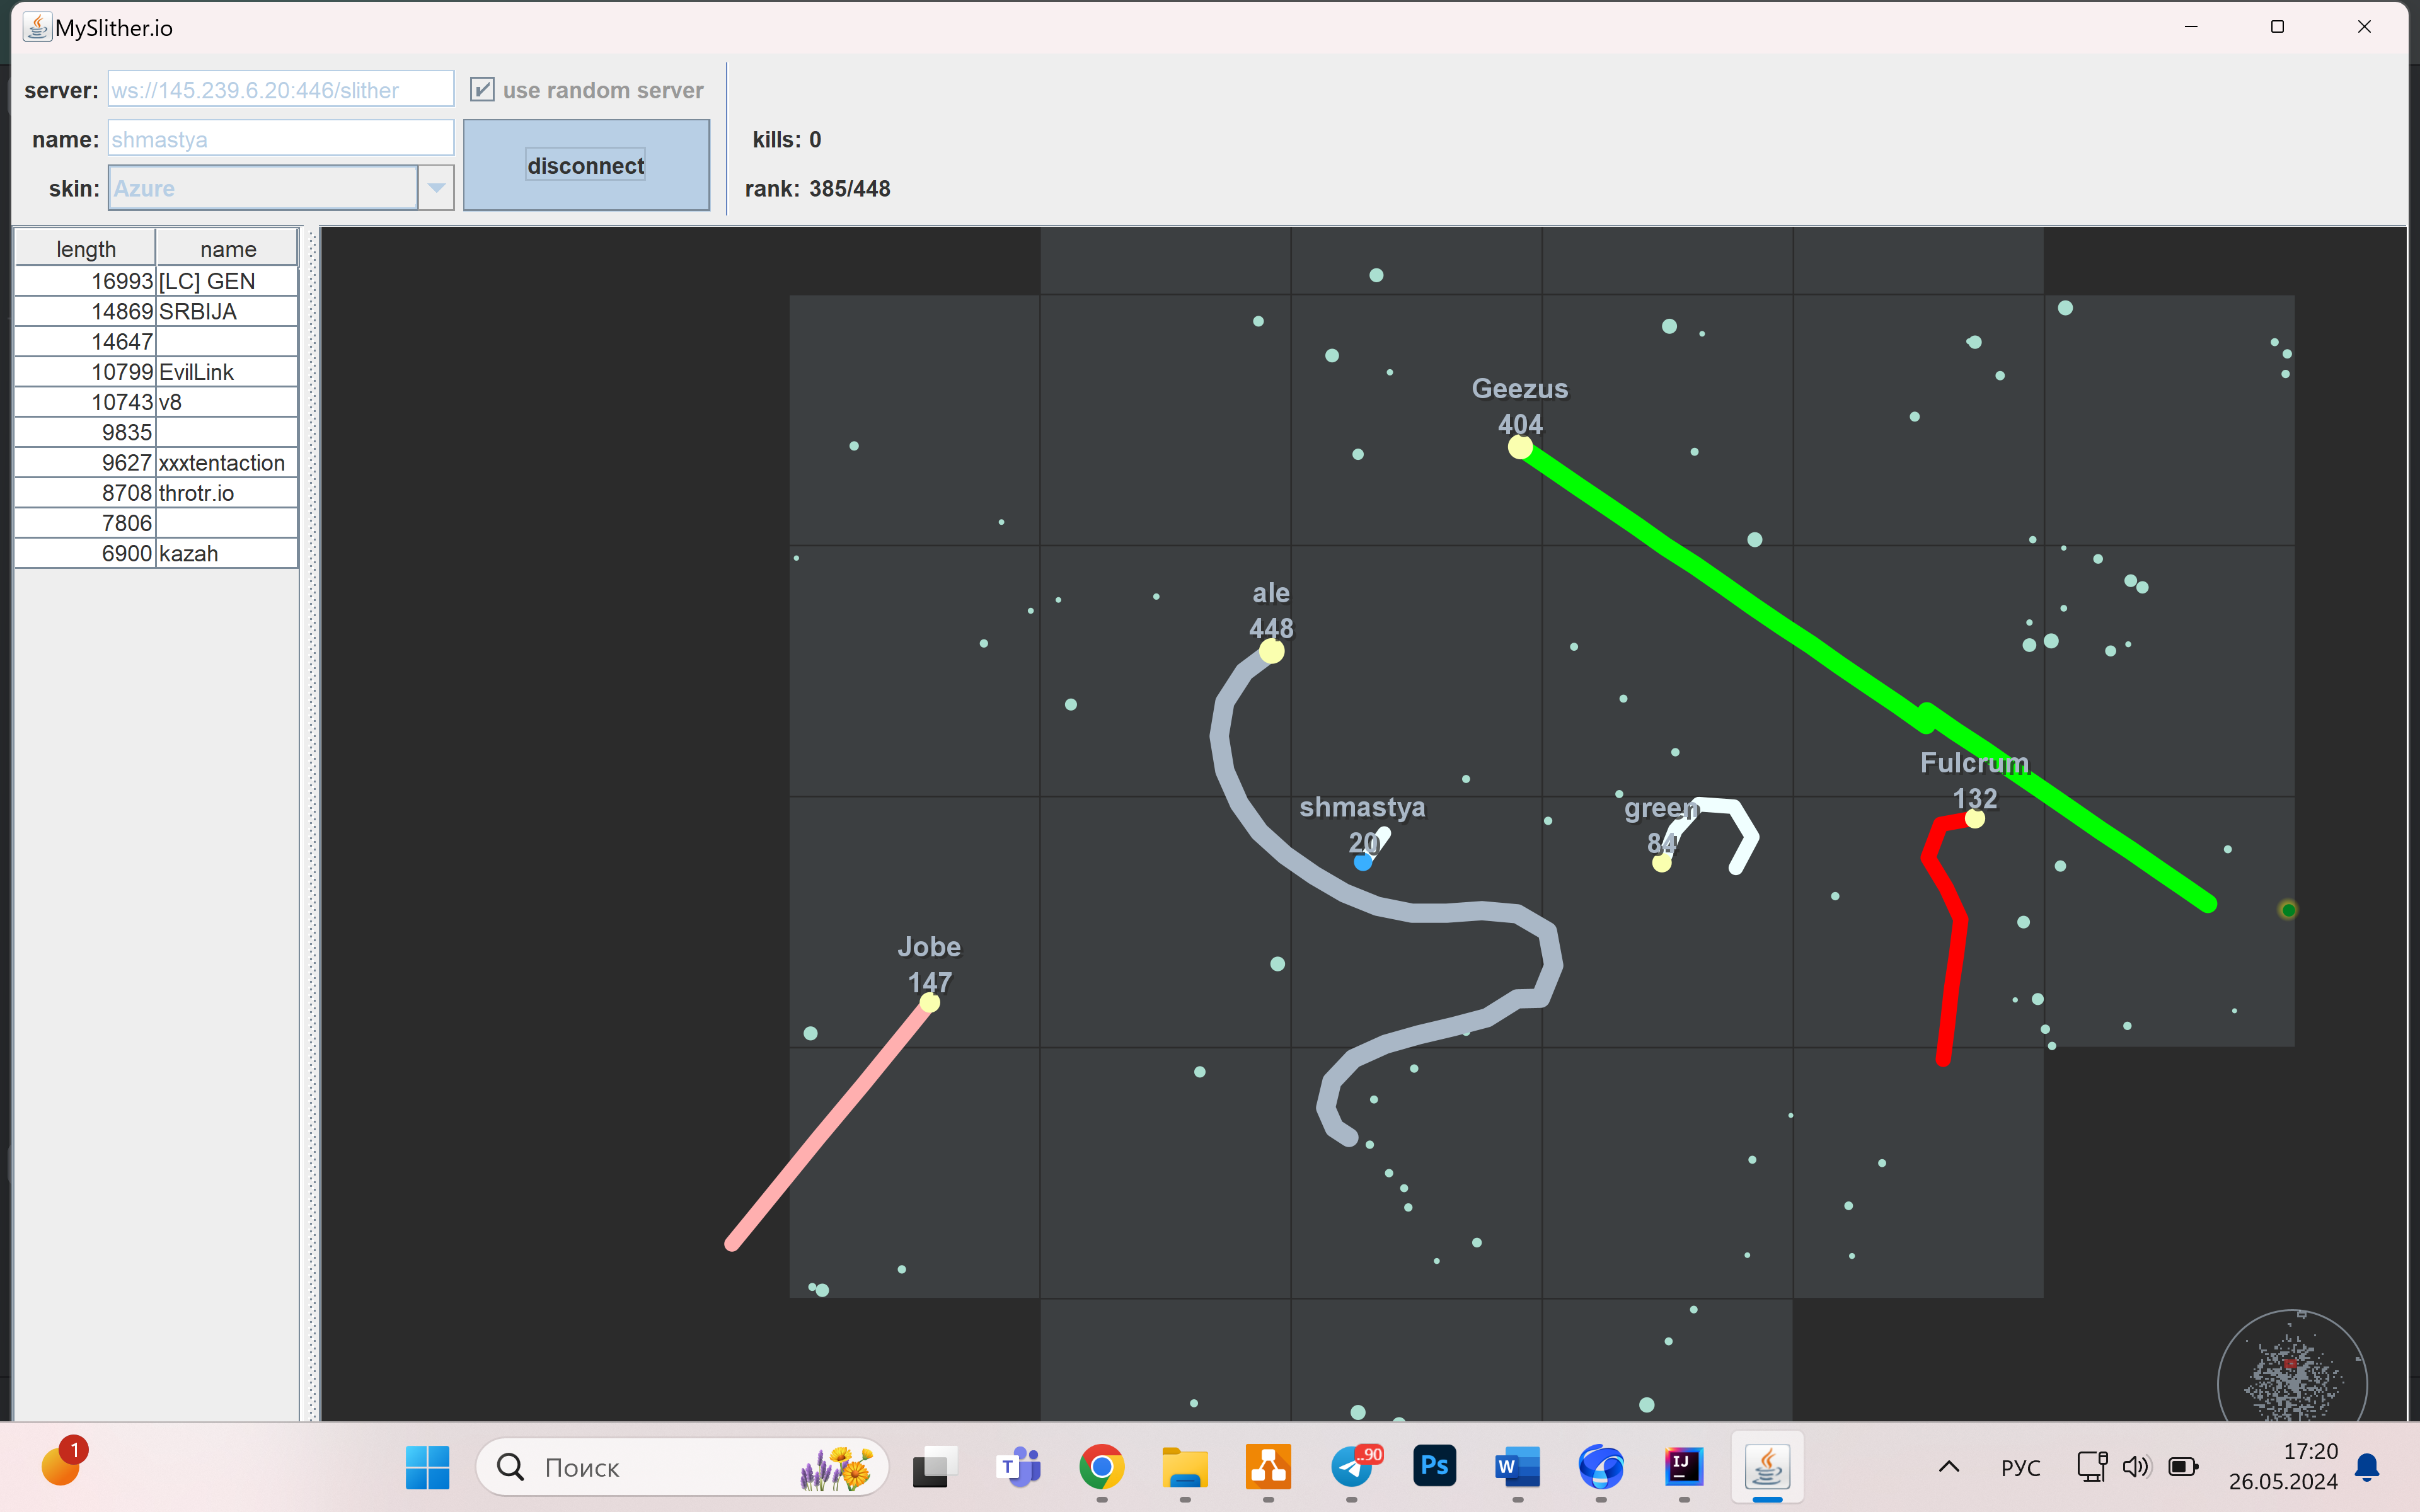 MySlither.io
server: ws://145.239.6.20:446/slither use random server
name: shmastya
disconnect
kills: 0
skin: Azure
rank: 385/448
length name
16993 [LC] GEN
14869 SRBIJA
14647
10799 EvilLink
10743 v8
9835
9627 xxxtentaction
8708 throtr.io
7806
6900 kazah
Geezus
404
ale
448
Fulcrum
132
shmastya
20
green
84
Jobe
147
1
Поиск
T
..90
Ps
W
IJ
РУС
17:20
26.05.2024